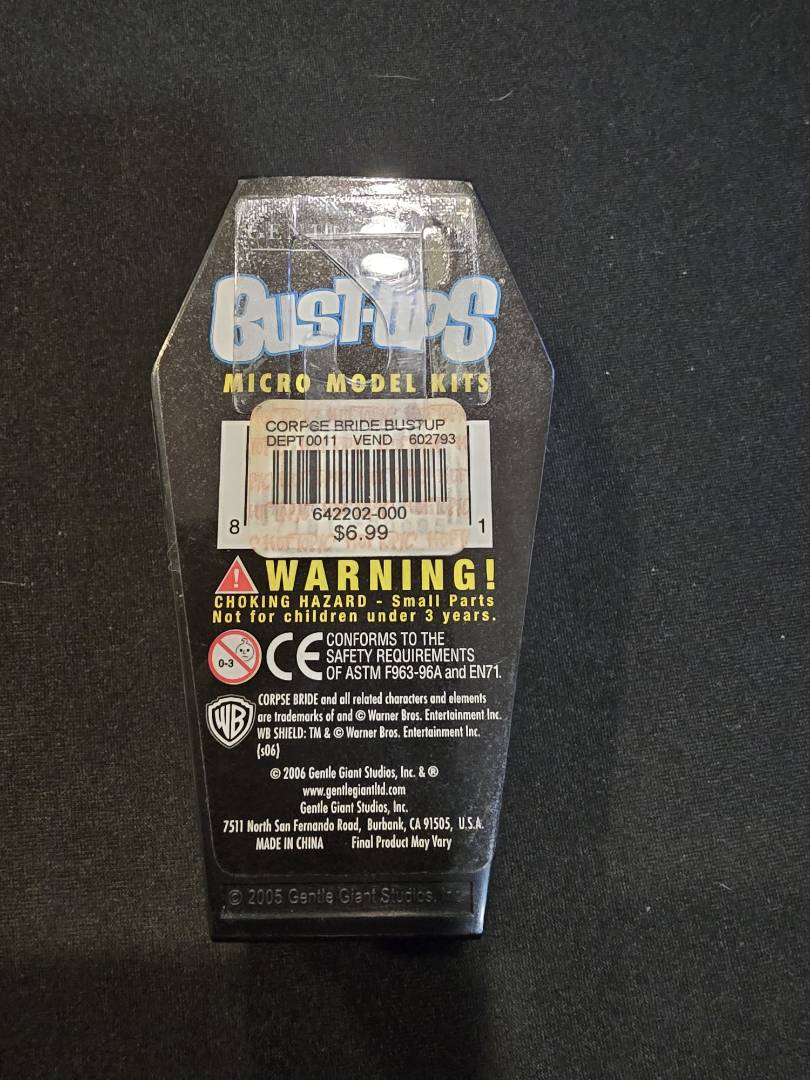 BUST-UPS
MICRO MODEL KITS
CORPSE BRIDE BUSTUP
DEPT0011 VEND 602793
8
1
642202-000
$6.99
WARNING!
CHOKING HAZARD - Small Parts
Not for children under 3 years.
0-3
CE
CONFORMS TO THE
SAFETY REQUIREMENTS
OF ASTM F963-96A and EN71.
WB
CORPSE BRIDE and all related characters and elements
are trademarks of and © Warner Bros. Entertainment Inc.
WB SHIELD: TM & © Warner Bros. Entertainment Inc.
(s06)
© 2006 Gentle Giant Studios, Inc. & ®
www.gentlegiantltd.com
Gentle Giant Studios, Inc.
7511 North San Fernando Road, Burbank, CA 91505, U.S.A.
MADE IN CHINA Final Product May Vary
© 2005 Gentle Giant Studios, Inc.